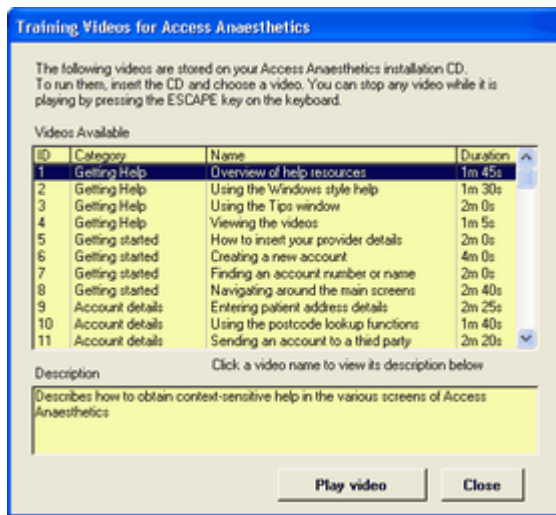 Training Videos for Access Anaesthetics
The following videos are stored on your Access Anaesthetics installation CD.
To run them, insert the CD and choose a video. You can stop any video while it is
playing by pressing the ESCAPE key on the keyboard.
Videos Available
ID Category Name Duration
1 Getting Help Overview of help resources 1m 45s
2 Getting Help Using the Windows style help 1m 30s
3 Getting Help Using the Tips window 2m 0s
4 Getting Help Viewing the videos 1m 5s
5 Getting started How to insert your provider details 2m 0s
6 Getting started Creating a new account 4m 0s
7 Getting started Finding an account number or name 2m 0s
8 Getting started Navigating around the main screens 2m 40s
9 Account details Entering patient address details 2m 25s
10 Account details Using the postcode lookup functions 1m 40s
11 Account details Sending an account to a third party 2m 20s
Click a video name to view its description below
Description
Describes how to obtain context-sensitive help in the various screens of Access
Anaesthetics
Play video Close